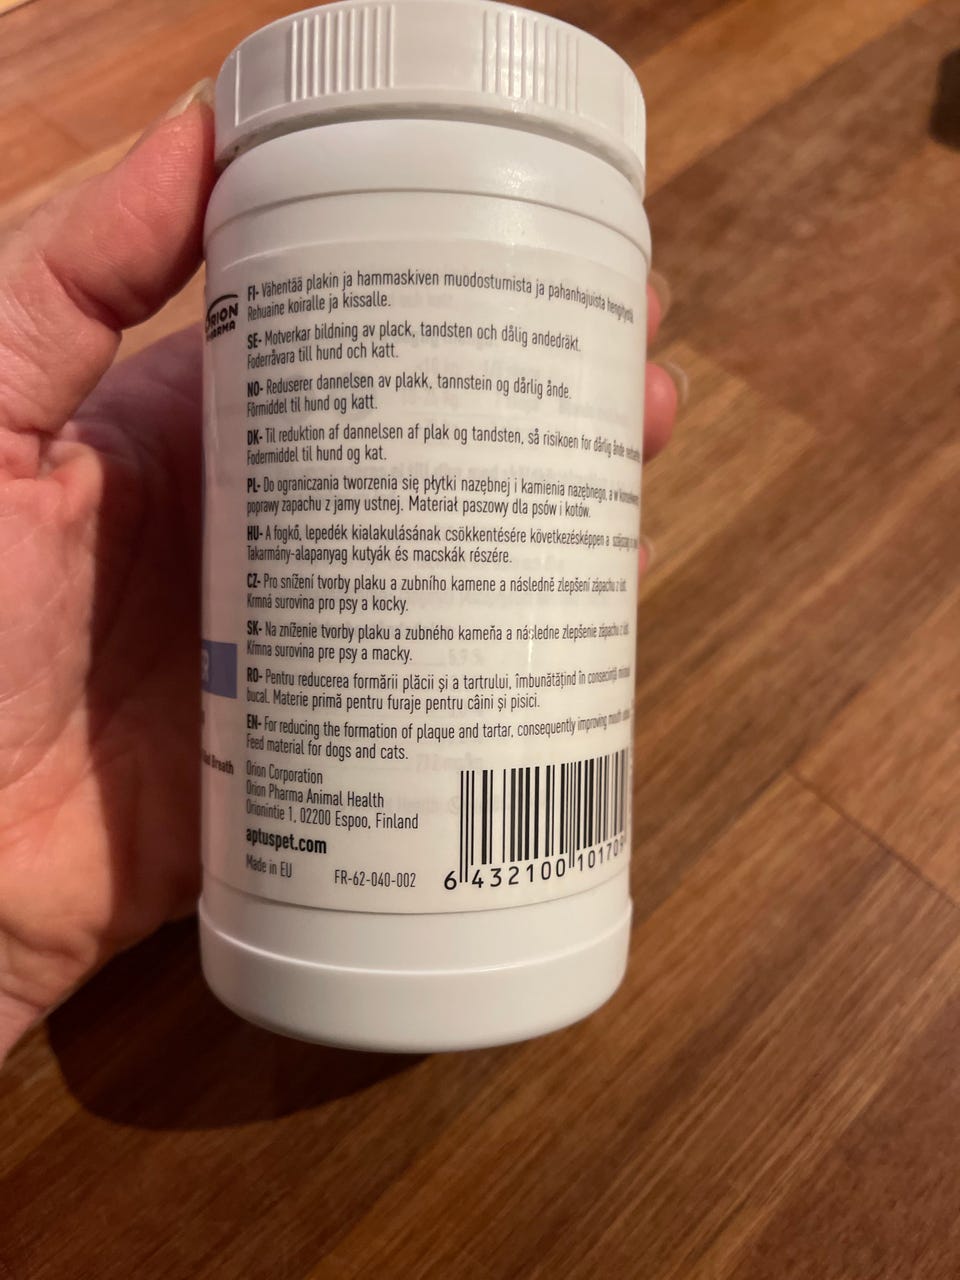 ORION
PHARMA
FI- Vähentää plakin ja hammaskiven muodostumista ja pahanhajuista hengitystä.
Rehuaine koiralle ja kissalle.
SE- Motverkar bildning av plack, tandsten och dålig andedräkt.
Foderråvara till hund och katt.
NO- Reduserer dannelsen av plakk, tannstein og dårlig ånde.
Fôrmiddel til hund og katt.
DK- Til reduktion af dannelsen af plak og tandsten, så risikoen for dårlig ånde
Fodermiddel til hund og kat.
PL- Do ograniczania tworzenia się płytki nazębnej i kamienia nazębnego, a w
poprawy zapachu z jamy ustnej. Materiał paszowy dla psów i kotów.
HU- A fogkő, lepedék kialakulásának csökkentésére következésképpen a
Takarmány-alapanyag kutyák és macskák részére.
CZ- Pro snížení tvorby plaku a zubního kamene a následně zlepšení zápachu z úst.
Krmná surovina pro psy a kocky.
SK- Na zníženie tvorby plaku a zubného kameňa a následne zlepšenie zápachu z úst.
Kŕmna surovina pre psy a macky.
RO- Pentru reducerea formării plăcii și a tartrului, îmbunătățind în consecință
bucal. Materie primă pentru furaje pentru câini și pisici.
EN- For reducing the formation of plaque and tartar, consequently improving mouth
Feed material for dogs and cats.
Breath
Orion Corporation
Orion Pharma Animal Health
Orionintie 1, 02200 Espoo, Finland
aptuspet.com
Made in EU
FR-62-040-002
6 432100 101709